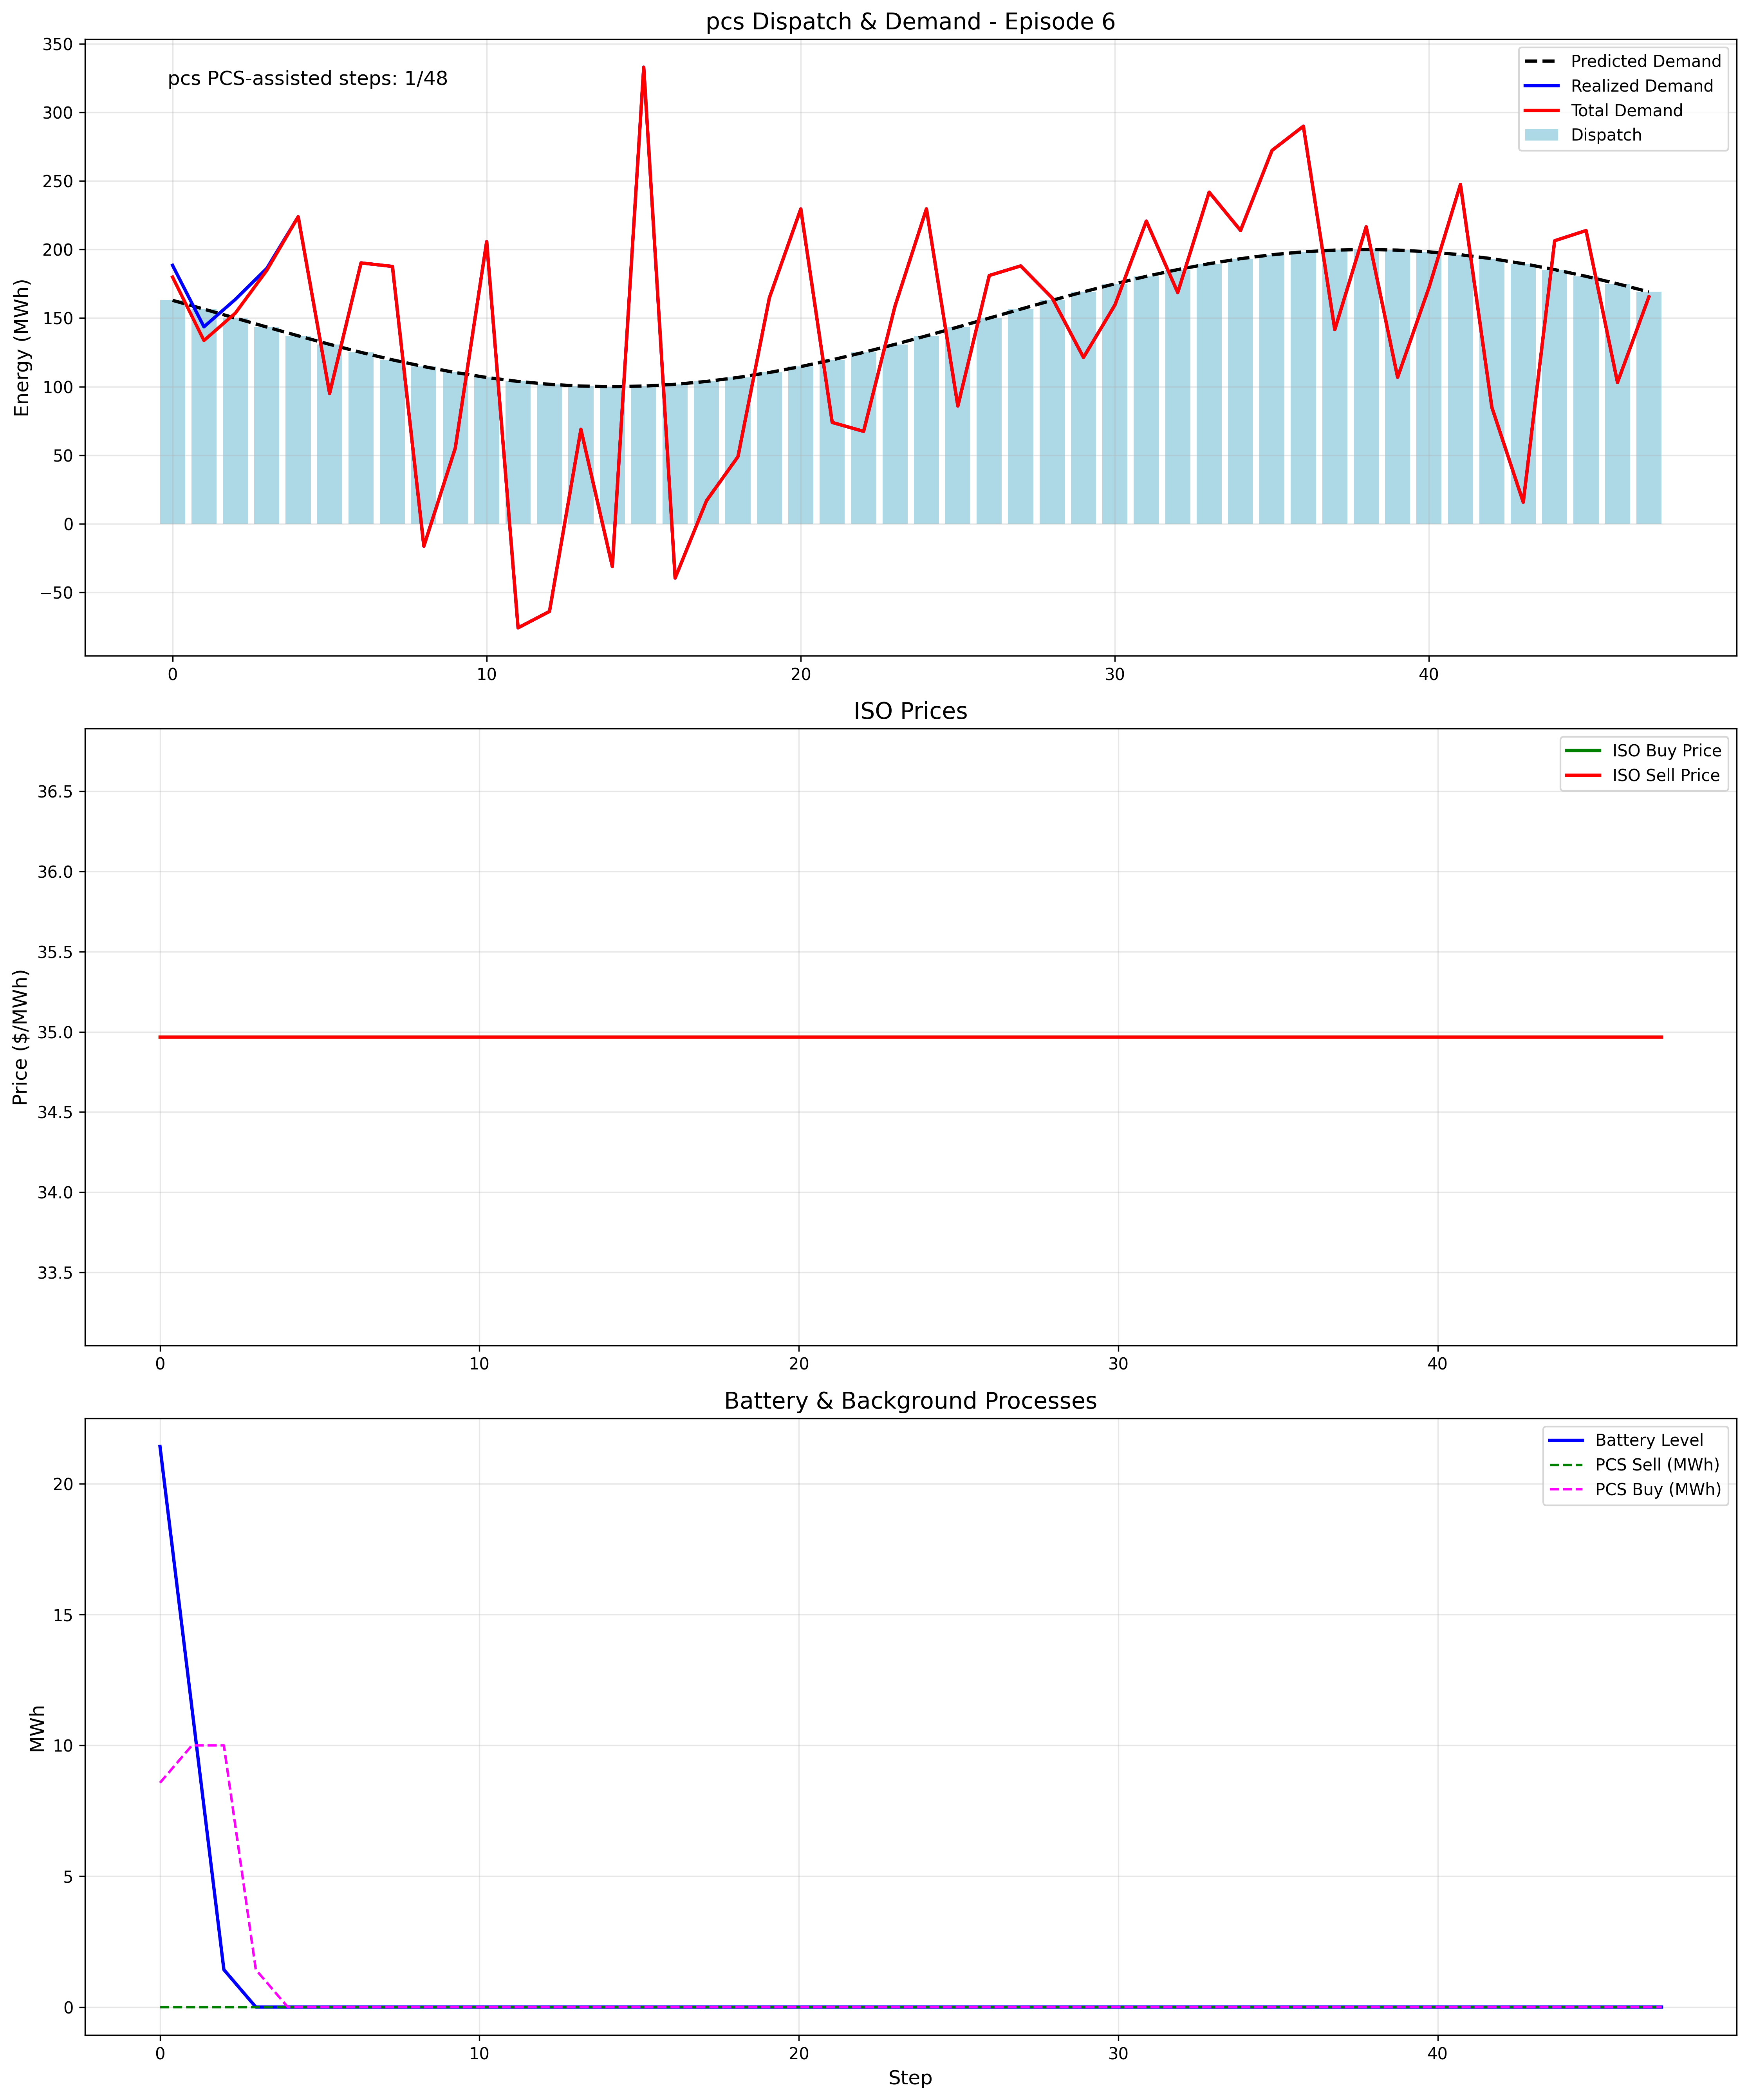 pcs Dispatch & Demand - Episode 6
pcs PCS-assisted steps: 1/48
Predicted Demand
Realized Demand
Total Demand
Dispatch
Energy (MWh)
350
300
250
200
150
100
50
0
−50
0 10 20 30 40
ISO Prices
ISO Buy Price
ISO Sell Price
Price ($/MWh)
36.5
36.0
35.5
35.0
34.5
34.0
33.5
0 10 20 30 40
Battery & Background Processes
Battery Level
PCS Sell (MWh)
PCS Buy (MWh)
MWh
20
15
10
5
0
0 10 20 30 40
Step